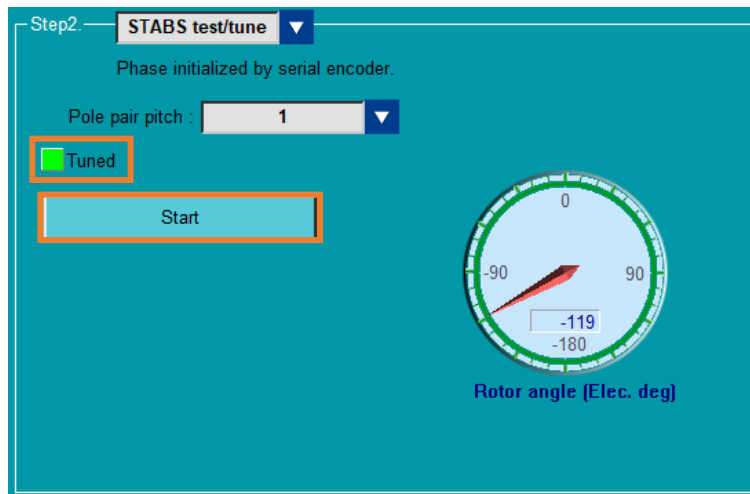 Step2.
STABS test/tune
Phase initialized by serial encoder.
Pole pair pitch :
1
Tuned
Start
0
-90
90
-119
-180
Rotor angle (Elec. deg)